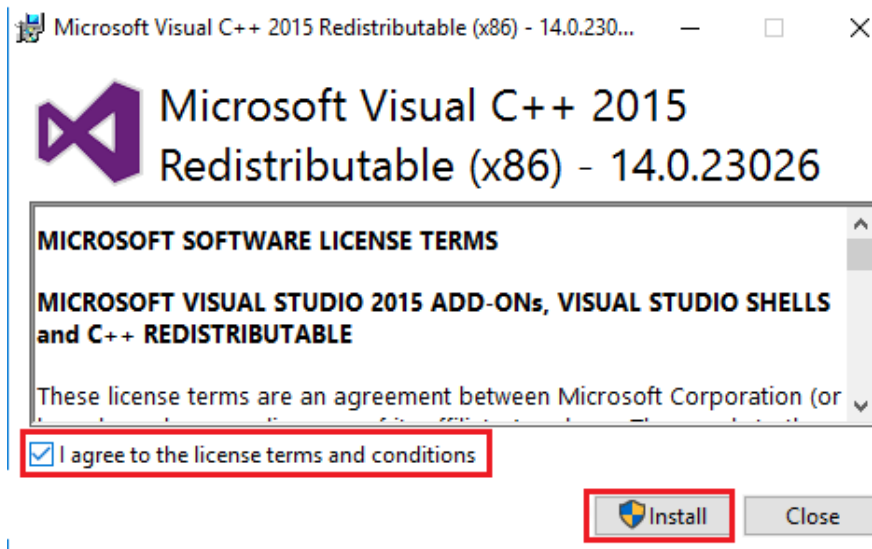 Microsoft Visual C++ 2015 Redistributable (x86) - 14.0.230...
Microsoft Visual C++ 2015
Redistributable (x86) - 14.0.23026
MICROSOFT SOFTWARE LICENSE TERMS
MICROSOFT VISUAL STUDIO 2015 ADD-ONs, VISUAL STUDIO SHELLS
and C++ REDISTRIBUTABLE
These license terms are an agreement between Microsoft Corporation (or
I agree to the license terms and conditions
Install
Close